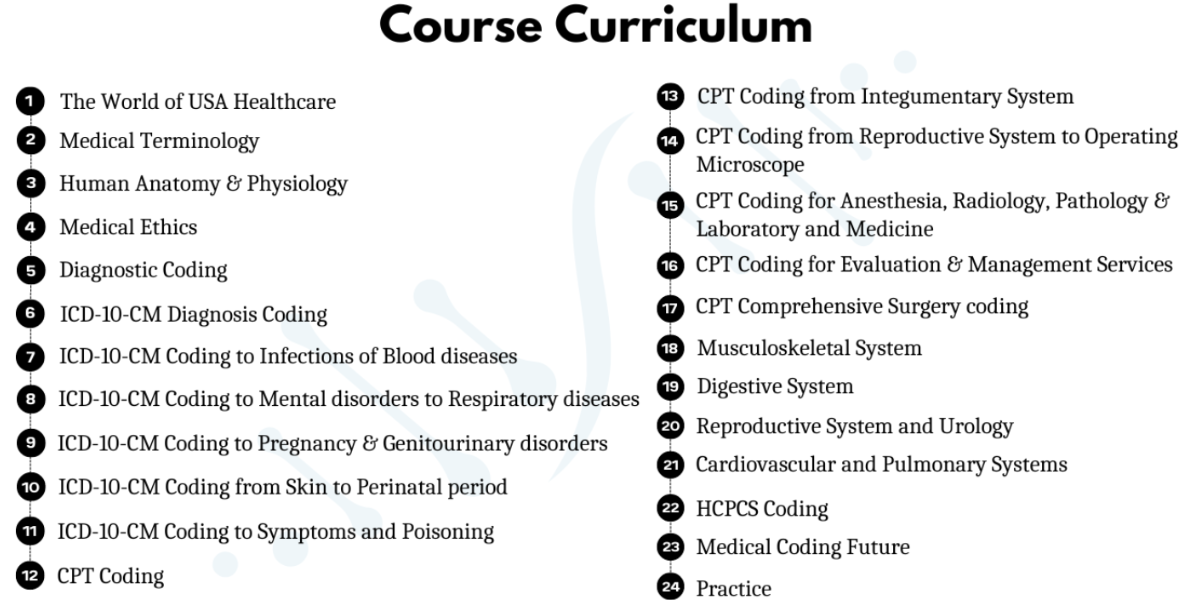 Course Curriculum
1 The World of USA Healthcare
2 Medical Terminology
3 Human Anatomy & Physiology
4 Medical Ethics
5 Diagnostic Coding
6 ICD-10-CM Diagnosis Coding
7 ICD-10-CM Coding to Infections of Blood diseases
8 ICD-10-CM Coding to Mental disorders to Respiratory diseases
9 ICD-10-CM Coding to Pregnancy & Genitourinary disorders
10 ICD-10-CM Coding from Skin to Perinatal period
11 ICD-10-CM Coding to Symptoms and Poisoning
12 CPT Coding
13 CPT Coding from Integumentary System
14 CPT Coding from Reproductive System to Operating
Microscope
15 CPT Coding for Anesthesia, Radiology, Pathology &
Laboratory and Medicine
16 CPT Coding for Evaluation & Management Services
17 CPT Comprehensive Surgery coding
18 Musculoskeletal System
19 Digestive System
20 Reproductive System and Urology
21 Cardiovascular and Pulmonary Systems
22 HCPCS Coding
23 Medical Coding Future
24 Practice